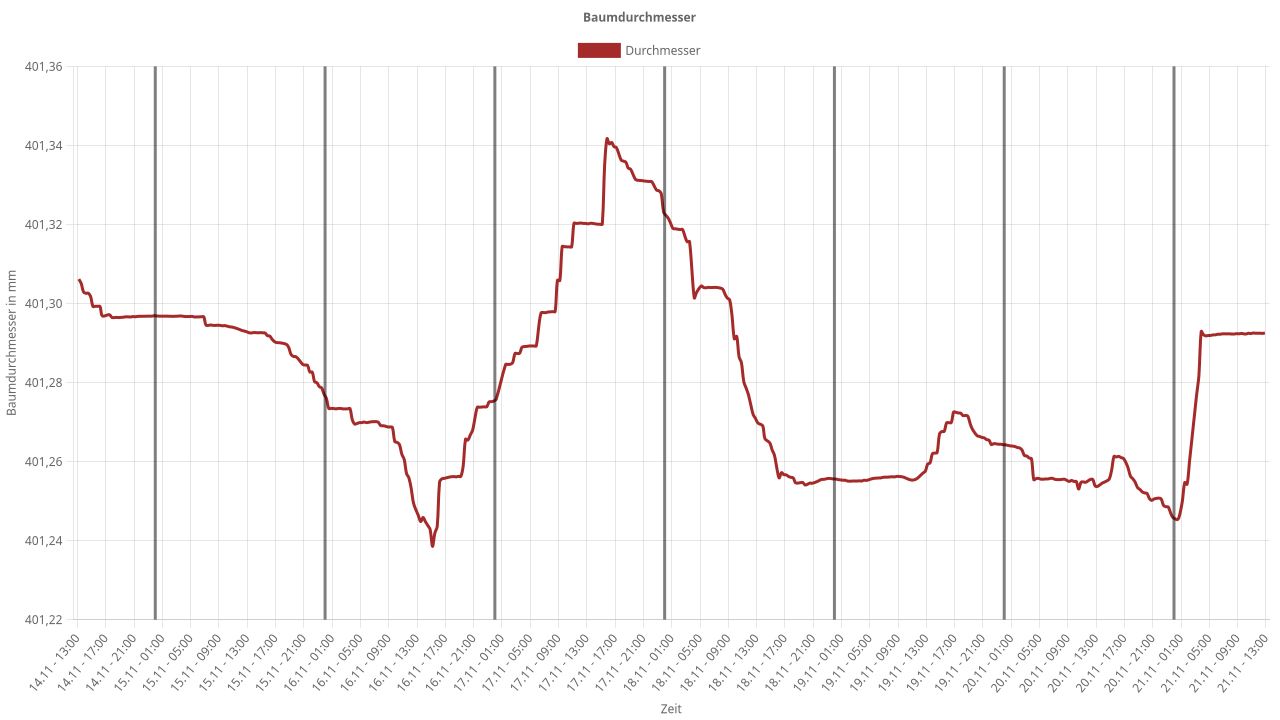 Baumdurchmesser
Durchmesser
401,36
401,34
401,32
401,30
401,28
401,26
401,24
401,22
Baumdurchmesser in mm
14.11 - 13:00
14.11 - 17:00
14.11 - 21:00
15.11 - 01:00
15.11 - 05:00
15.11 - 09:00
15.11 - 13:00
15.11 - 17:00
15.11 - 21:00
16.11 - 01:00
16.11 - 05:00
16.11 - 09:00
16.11 - 13:00
16.11 - 17:00
16.11 - 21:00
17.11 - 01:00
17.11 - 05:00
17.11 - 09:00
17.11 - 13:00
17.11 - 17:00
17.11 - 21:00
18.11 - 01:00
18.11 - 05:00
18.11 - 09:00
18.11 - 13:00
18.11 - 17:00
18.11 - 21:00
19.11 - 01:00
19.11 - 05:00
19.11 - 09:00
19.11 - 13:00
19.11 - 17:00
19.11 - 21:00
20.11 - 01:00
20.11 - 05:00
20.11 - 09:00
20.11 - 13:00
20.11 - 17:00
20.11 - 21:00
21.11 - 01:00
21.11 - 05:00
21.11 - 09:00
21.11 - 13:00
Zeit